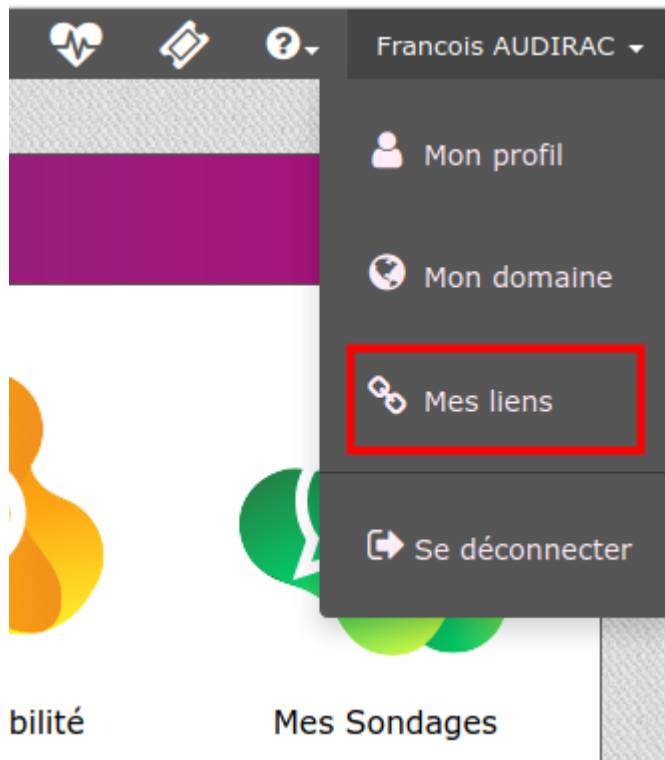 Francois AUDIRAC
Mon profil
Mon domaine
Mes liens
Se déconnecter
bilité
Mes Sondages